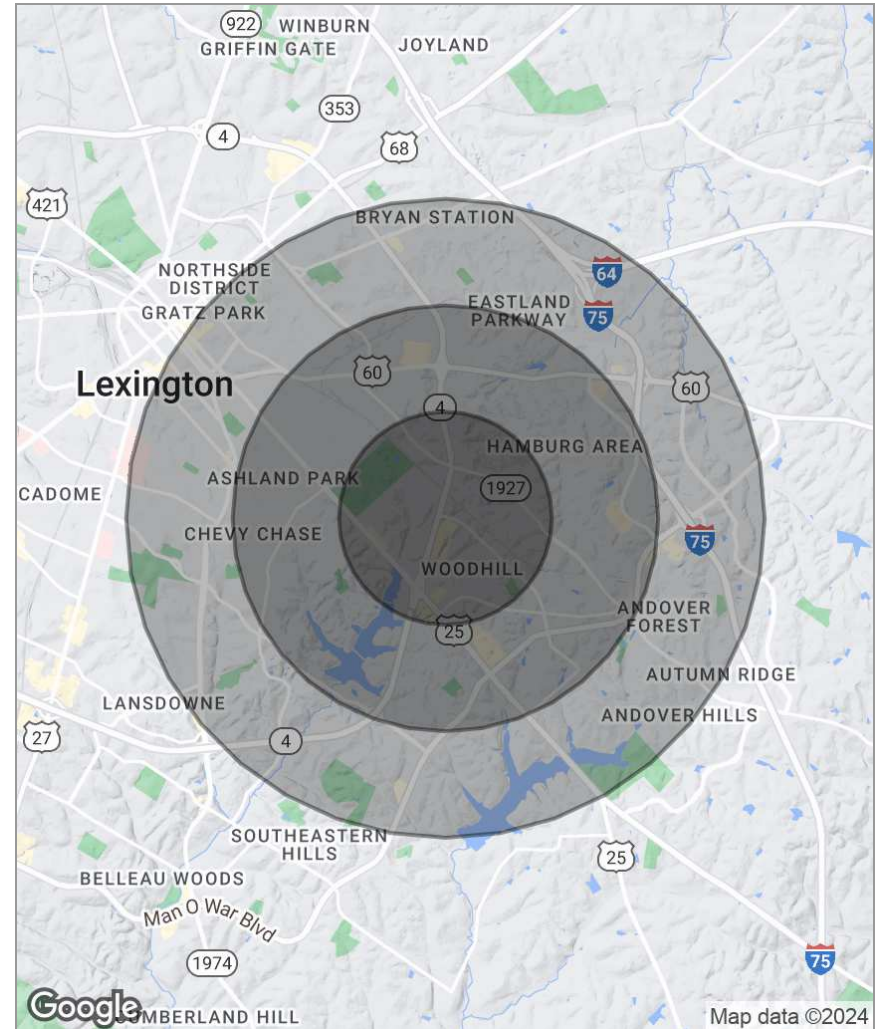 922
WINBURN
GRIFFIN GATE
JOYLAND
353
4
68
421
BRYAN STATION
NORTHSIDE
DISTRICT
64
GRATZ PARK
EASTLAND
PARKWAY
75
60
60
Lexington
4
HAMBURG AREA
ASHLAND PARK
1927
CADOME
CHEVY CHASE
75
WOODHILL
25
ANDOVER
FOREST
AUTUMN RIDGE
LANSDOWNE
ANDOVER HILLS
27
4
SOUTHEASTERN
HILLS
25
BELLEAU WOODS
Man O War Blvd
1974
75
Google
CUMBERLAND HILL
Map data ©2024